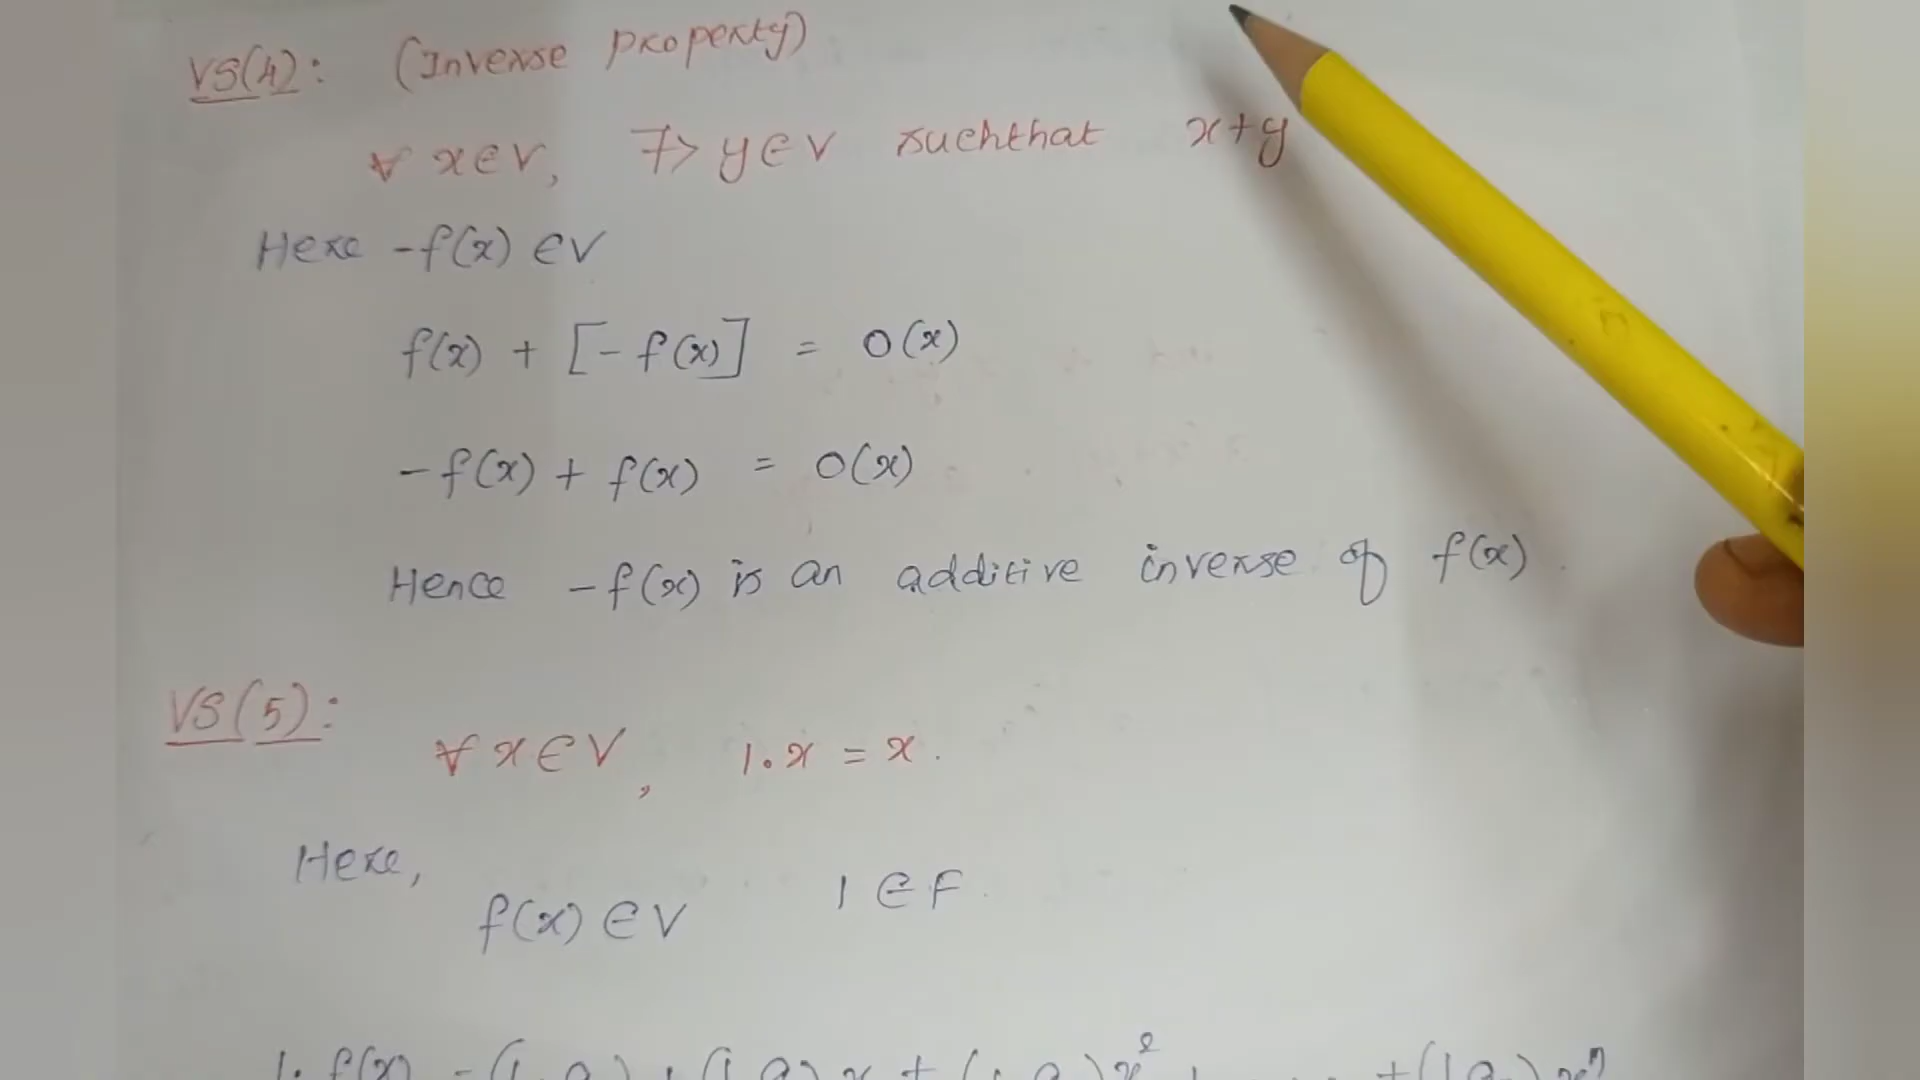 VS(4): (Inverse property)
∀ x∈V, ∃ y∈V suchthat x+y
Here -f(x) ∈V
f(x) + [-f(x)] = 0(x)
-f(x) + f(x) = 0(x)
Hence -f(x) is an additive inverse of f(x).
VS(5):
∀ x∈V, 1.x = x.
Here,
f(x)∈V 1∈F.